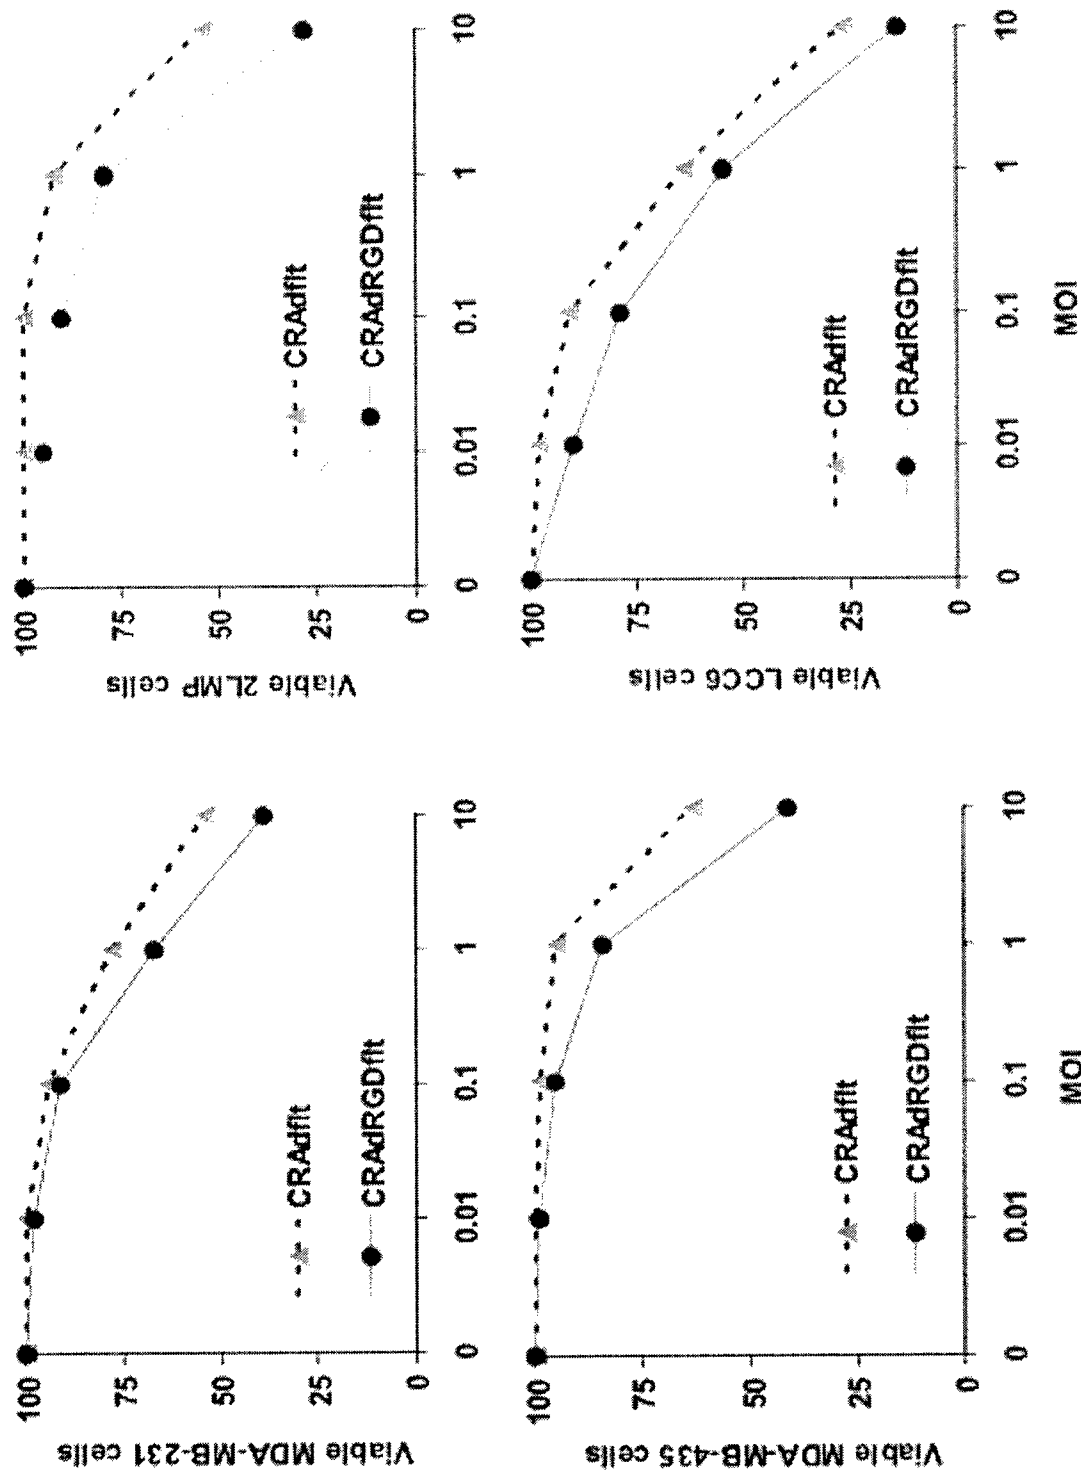 Viable MDA-MB-231 cells
100
75
50
25
0
CRAdflt
CRAdRGDflt
0 0.01 0.1 1 10
Viable 2LMP cells
100
75
50
25
0
CRAdflt
CRAdRGDflt
0 0.01 0.1 1 10
Viable MDA-MB-435 cells
100
75
50
25
0
CRAdflt
CRAdRGDflt
0 0.01 0.1 1 10
MOI
Viable LCC6 cells
100
75
50
25
0
CRAdflt
CRAdRGDflt
0 0.01 0.1 1 10
MOI